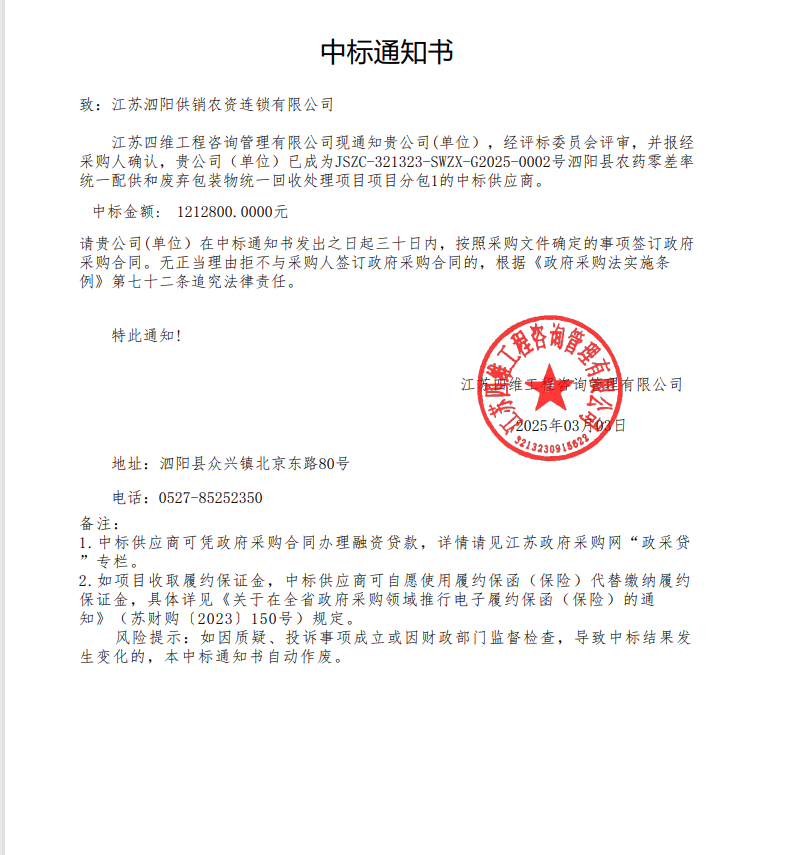 中标通知书
致：江苏泗阳供销农资连锁有限公司
江苏四维工程咨询管理有限公司现通知贵公司(单位)，经评标委员会评审，并报经
采购人确认，贵公司（单位）已成为JSZC-321323-SWZX-G2025-0002号泗阳县农药零差率
统一配供和废弃包装物统一回收处理项目项目分包1的中标供应商。
中标金额： 1212800.0000元
请贵公司(单位）在中标通知书发出之日起三十日内，按照采购文件确定的事项签订政府
采购合同。无正当理由拒不与采购人签订政府采购合同的，根据《政府采购法实施条
例》第七十二条追究法律责任。
特此通知!
江苏四维工程咨询管理有限公司
江苏四维工程咨询管理有限公司
2025年03月03日
3213230915622
地址：泗阳县众兴镇北京东路80号
电话：0527-85252350
备注：
1.中标供应商可凭政府采购合同办理融资贷款，详情请见江苏政府采购网“政采贷
”专栏。
2.如项目收取履约保证金，中标供应商可自愿使用履约保函（保险）代替缴纳履约
保证金，具体详见《关于在全省政府采购领域推行电子履约保函（保险）的通
知》（苏财购〔2023〕150号）规定。
风险提示：如因质疑、投诉事项成立或因财政部门监督检查，导致中标结果发
生变化的，本中标通知书自动作废。